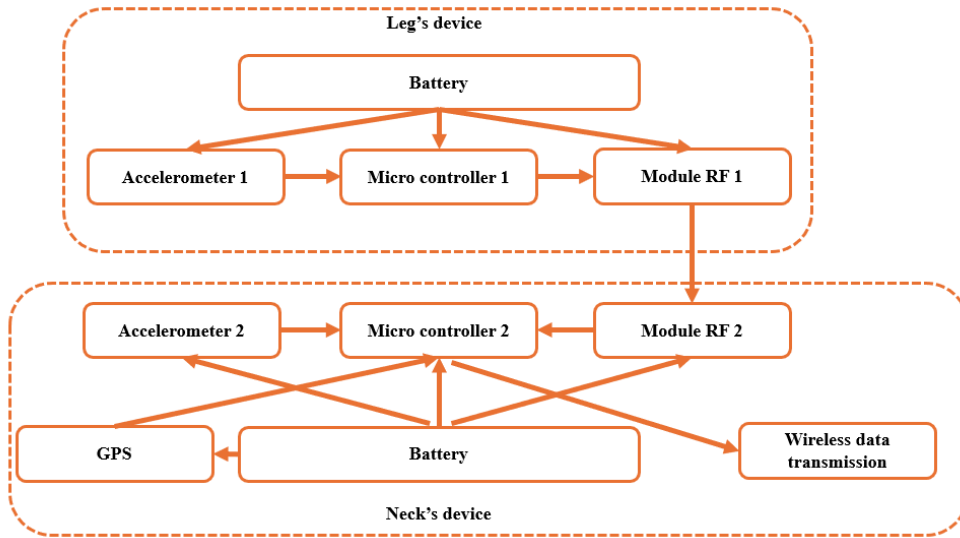 Leg's device
Battery
Accelerometer 1
Micro controller 1
Module RF 1
Accelerometer 2
Micro controller 2
Module RF 2
GPS
Battery
Wireless data
transmission
Neck's device